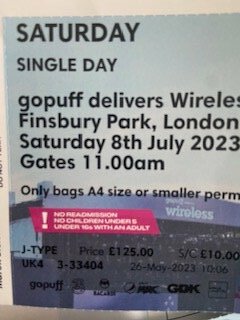 SATURDAY
SINGLE DAY
gopuff delivers Wireles
Finsbury Park, London
Saturday 8th July 2023
Gates 11.00am
Only bags A4 size or smaller perm
wireless
! NO READMISSION
NO CHILDREN UNDER 5
UNDER 16s WITH AN ADULT
J-TYPE Price £125.00 S/C £10.00
UK4 3-33404 26-May-2023 10:06
gopuff BACARDI PRK GDK